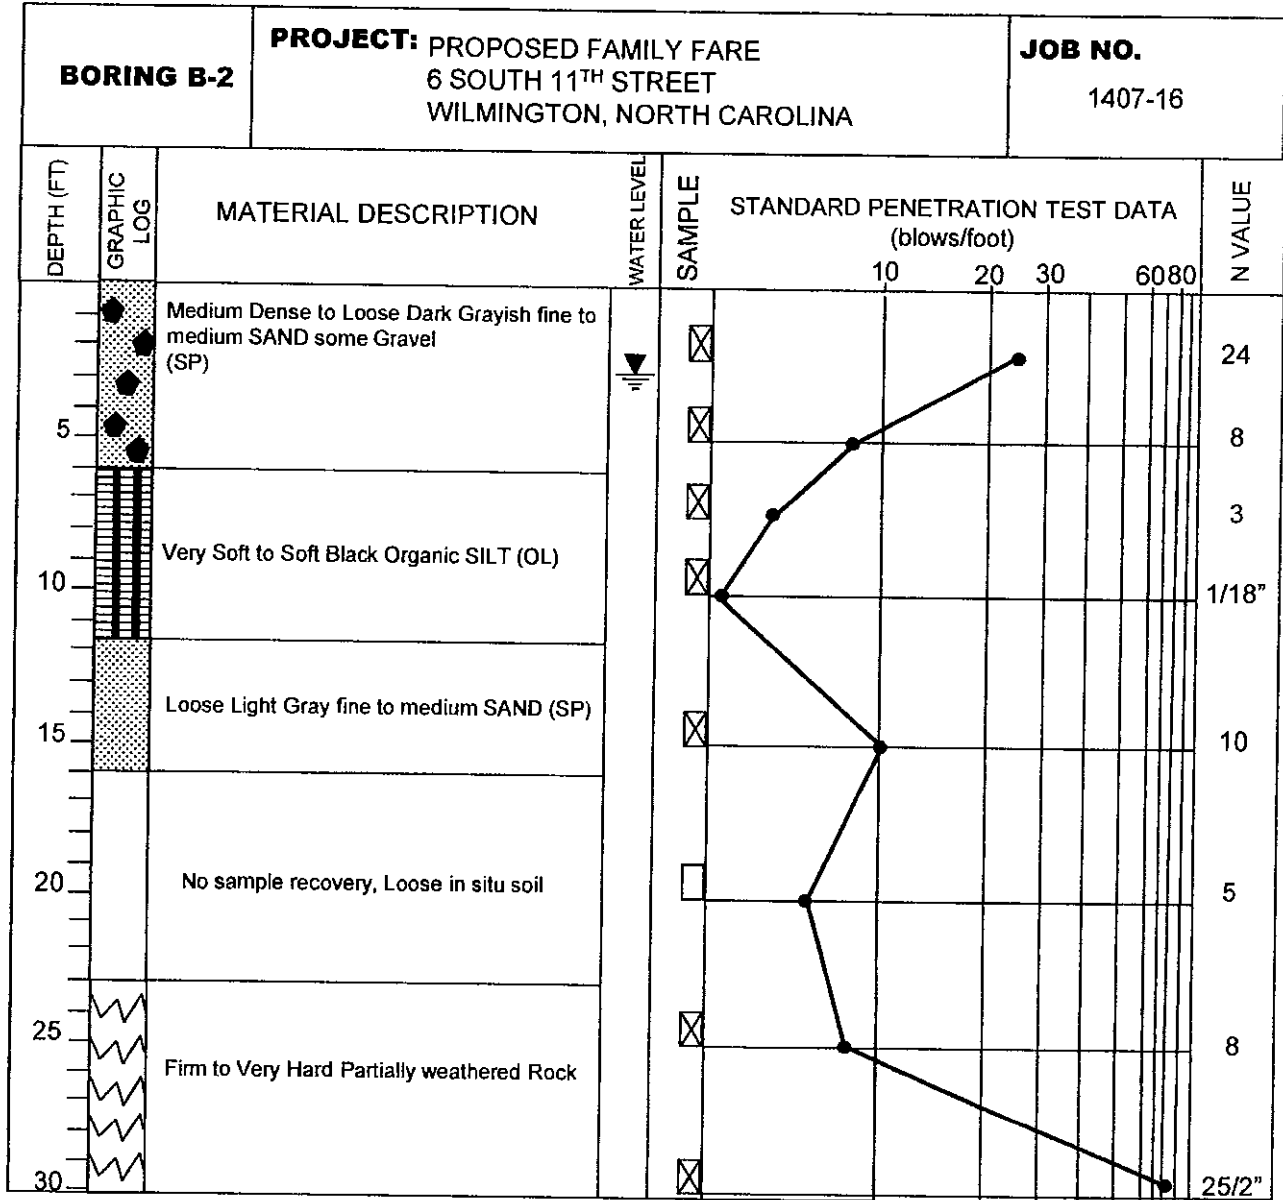 BORING B-2
PROJECT: PROPOSED FAMILY FARE
6 SOUTH 11TH STREET
WILMINGTON, NORTH CAROLINA
JOB NO.
1407-16
DEPTH (FT)
GRAPHIC
LOG
MATERIAL DESCRIPTION
WATER LEVEL
SAMPLE
STANDARD PENETRATION TEST DATA
(blows/foot)
10 20 30 60 80
N VALUE
Medium Dense to Loose Dark Grayish fine to
medium SAND some Gravel
(SP)
24
5
8
3
Very Soft to Soft Black Organic SILT (OL)
10
1/18"
Loose Light Gray fine to medium SAND (SP)
15
10
No sample recovery, Loose in situ soil
20
5
25
8
Firm to Very Hard Partially weathered Rock
30
25/2"